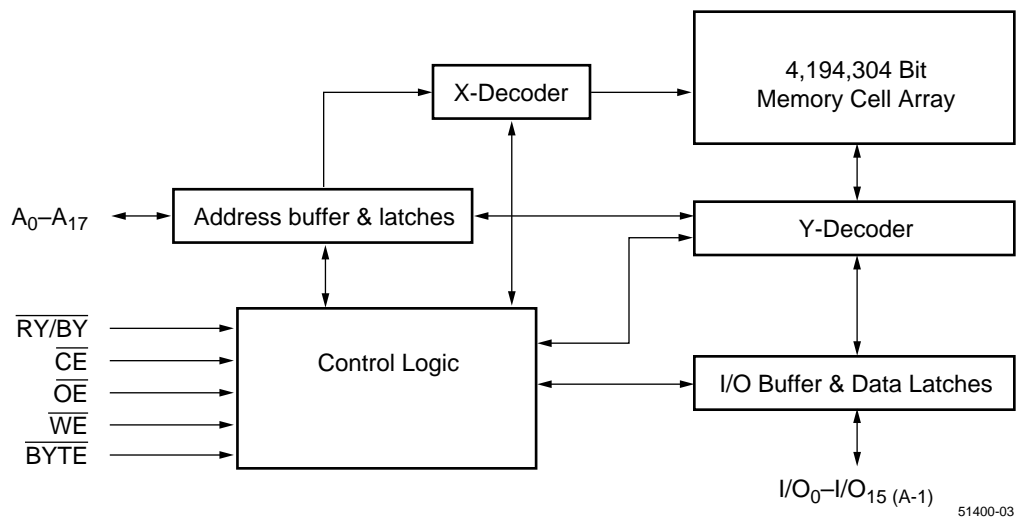 4,194,304 Bit
Memory Cell Array
X-Decoder
A0–A17
Address buffer & latches
Y-Decoder
RY/BY
CE
OE
WE
BYTE
Control Logic
I/O Buffer & Data Latches
I/O0–I/O15 (A-1)
51400-03